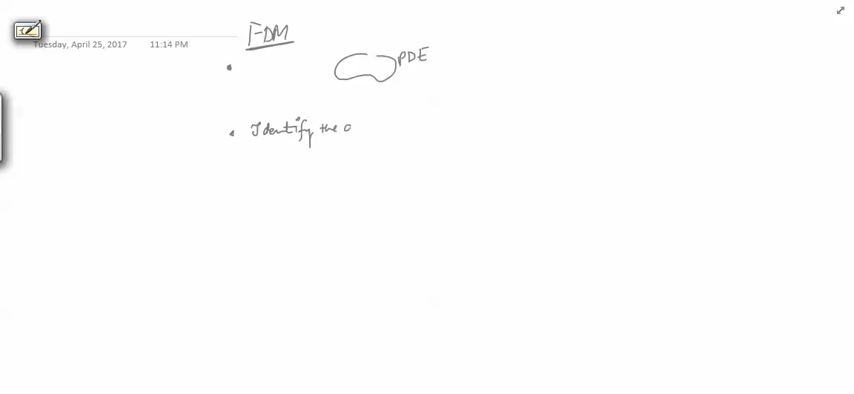 FDM
Tuesday, April 25, 2017 11:14 PM
PDE
Identify the